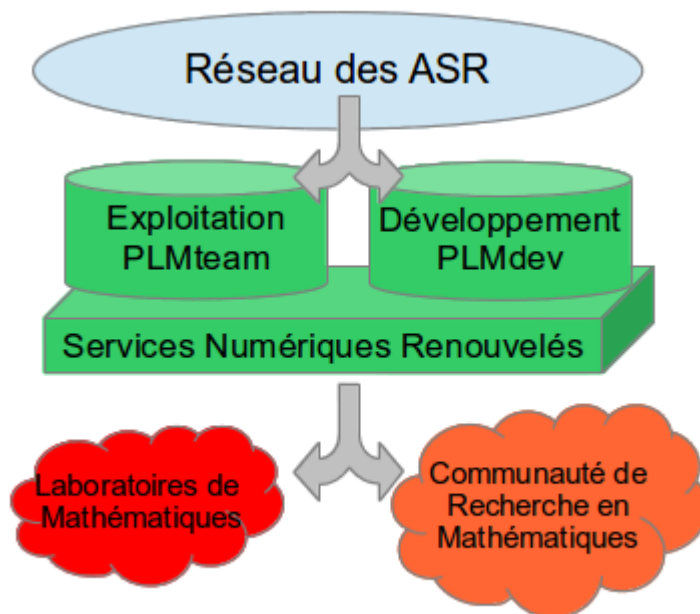 Réseau des ASR
Exploitation
PLMteam
Développement
PLMdev
Services Numériques Renouvelés
Laboratoires de
Mathématiques
Communauté de
Recherche en
Mathématiques